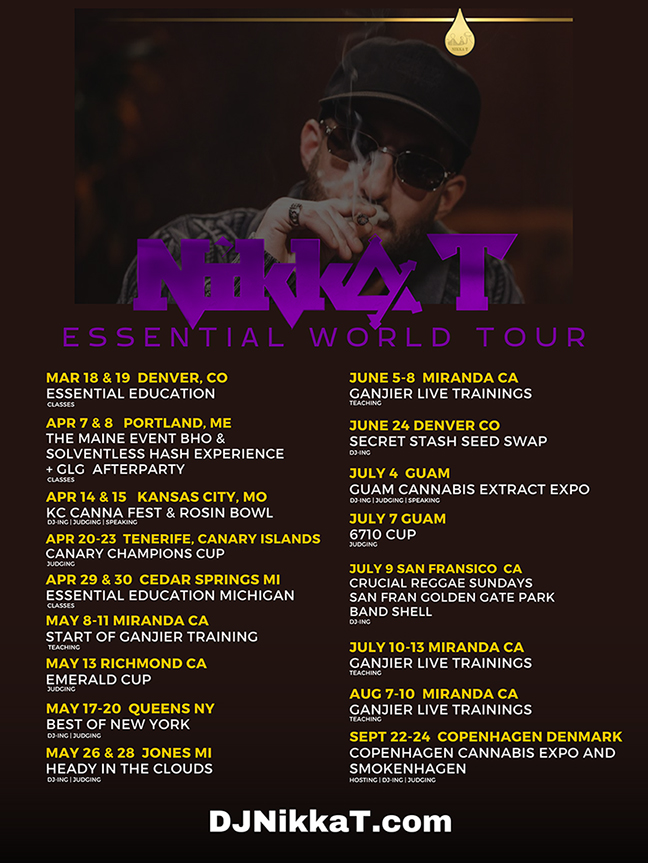 Nikka T
ESSENTIAL WORLD TOUR
MAR 18 & 19 DENVER, CO
ESSENTIAL EDUCATION
CLASSES
APR 7 & 8 PORTLAND, ME
THE MAINE EVENT BHO &
SOLVENTLESS HASH EXPERIENCE
+ GLG AFTERPARTY
CLASSES
APR 14 & 15 KANSAS CITY, MO
KC CANNA FEST & ROSIN BOWL
DJ-ING | JUDGING | SPEAKING
APR 20-23 TENERIFE, CANARY ISLANDS
CANARY CHAMPIONS CUP
JUDGING
APR 29 & 30 CEDAR SPRINGS MI
ESSENTIAL EDUCATION MICHIGAN
CLASSES
MAY 8-11 MIRANDA CA
START OF GANJIER TRAINING
TEACHING
MAY 13 RICHMOND CA
EMERALD CUP
JUDGING
MAY 17-20 QUEENS NY
BEST OF NEW YORK
DJ-ING | JUDGING
MAY 26 & 28 JONES MI
HEADY IN THE CLOUDS
DJ-ING | JUDGING
JUNE 5-8 MIRANDA CA
GANJIER LIVE TRAININGS
TEACHING
JUNE 24 DENVER CO
SECRET STASH SEED SWAP
DJ-ING
JULY 4 GUAM
GUAM CANNABIS EXTRACT EXPO
DJ-ING | JUDGING | SPEAKING
JULY 7 GUAM
6710 CUP
JUDGING
JULY 9 SAN FRANSICO CA
CRUCIAL REGGAE SUNDAYS
SAN FRAN GOLDEN GATE PARK
BAND SHELL
DJ-ING
JULY 10-13 MIRANDA CA
GANJIER LIVE TRAININGS
TEACHING
AUG 7-10 MIRANDA CA
GANJIER LIVE TRAININGS
TEACHING
SEPT 22-24 COPENHAGEN DENMARK
COPENHAGEN CANNABIS EXPO AND
SMOKENHAGEN
HOSTING | DJ-ING | JUDGING
DJNikkaT.com